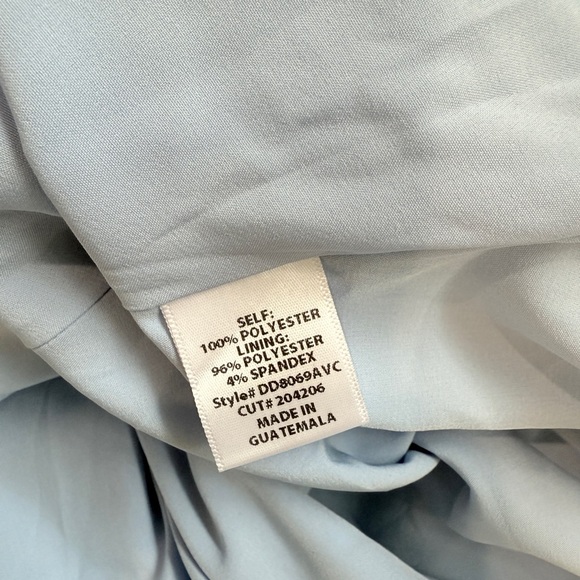 SELF:
100% POLYESTER
LINING:
96% POLYESTER
4% SPANDEX
Style# DD8069AVC
CUT# 204206
MADE IN
GUATEMALA